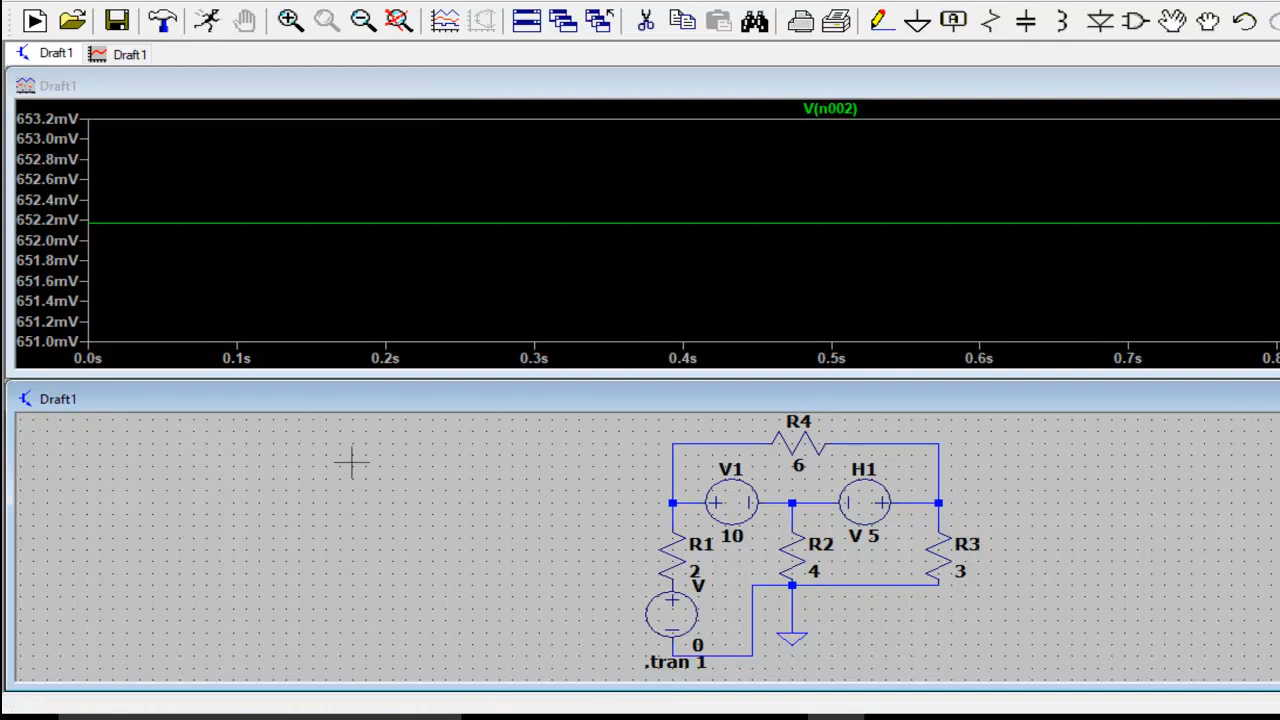 Draft1 Draft1
Draft1
V(n002)
653.2mV
653.0mV
652.8mV
652.6mV
652.4mV
652.2mV
652.0mV
651.8mV
651.6mV
651.4mV
651.2mV
651.0mV
0.0s 0.1s 0.2s 0.3s 0.4s 0.5s 0.6s 0.7s
Draft1
R4
6
V1 H1
10 V 5
R1 R2 R3
2 4 3
V
0
.tran 1